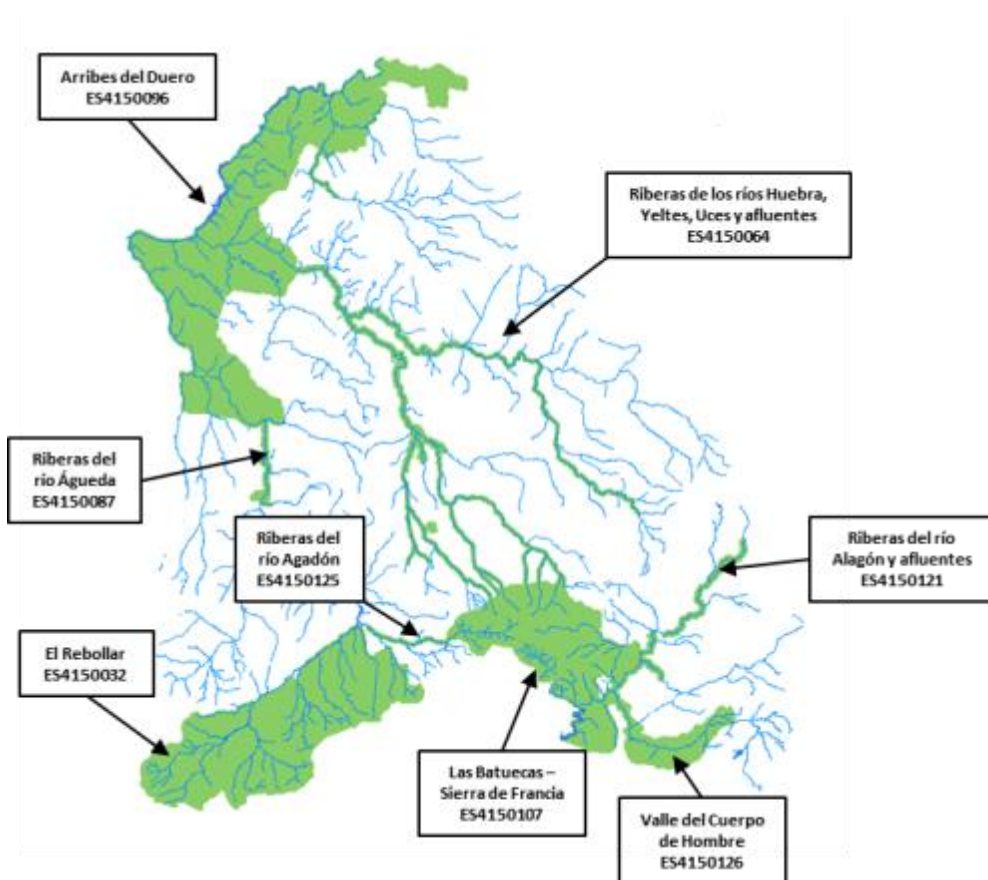 Arribes del Duero
ES4150096
Riberas de los ríos Huebra,
Yeltes, Uces y afluentes
ES4150064
Riberas del
río Águeda
ES4150087
Riberas del
río Agadón
ES4150125
Riberas del río
Alagón y afluentes
ES4150121
El Rebollar
ES4150032
Las Batuecas –
Sierra de Francia
ES4150107
Valle del Cuerpo
de Hombre
ES4150126